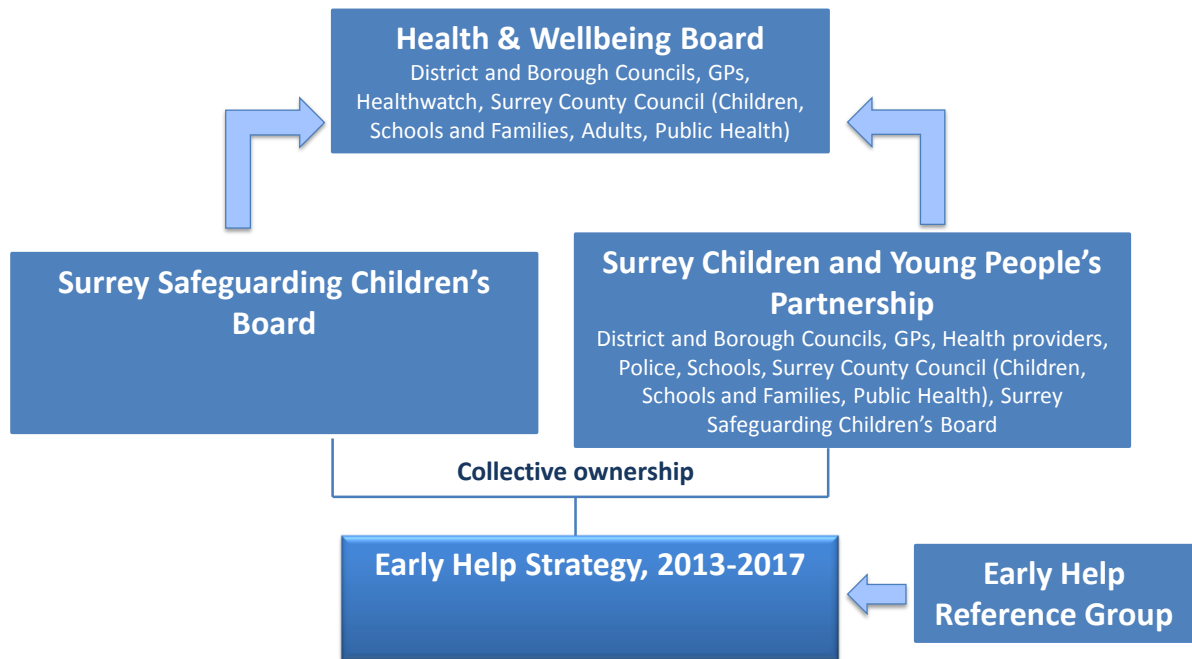 Health & Wellbeing Board
District and Borough Councils, GPs,
Healthwatch, Surrey County Council (Children,
Schools and Families, Adults, Public Health)
Surrey Safeguarding Children’s
Board
Surrey Children and Young People’s
Partnership
District and Borough Councils, GPs, Health providers,
Police, Schools, Surrey County Council (Children,
Schools and Families, Public Health), Surrey
Safeguarding Children’s Board
Collective ownership
Early Help Strategy, 2013-2017
Early Help
Reference Group